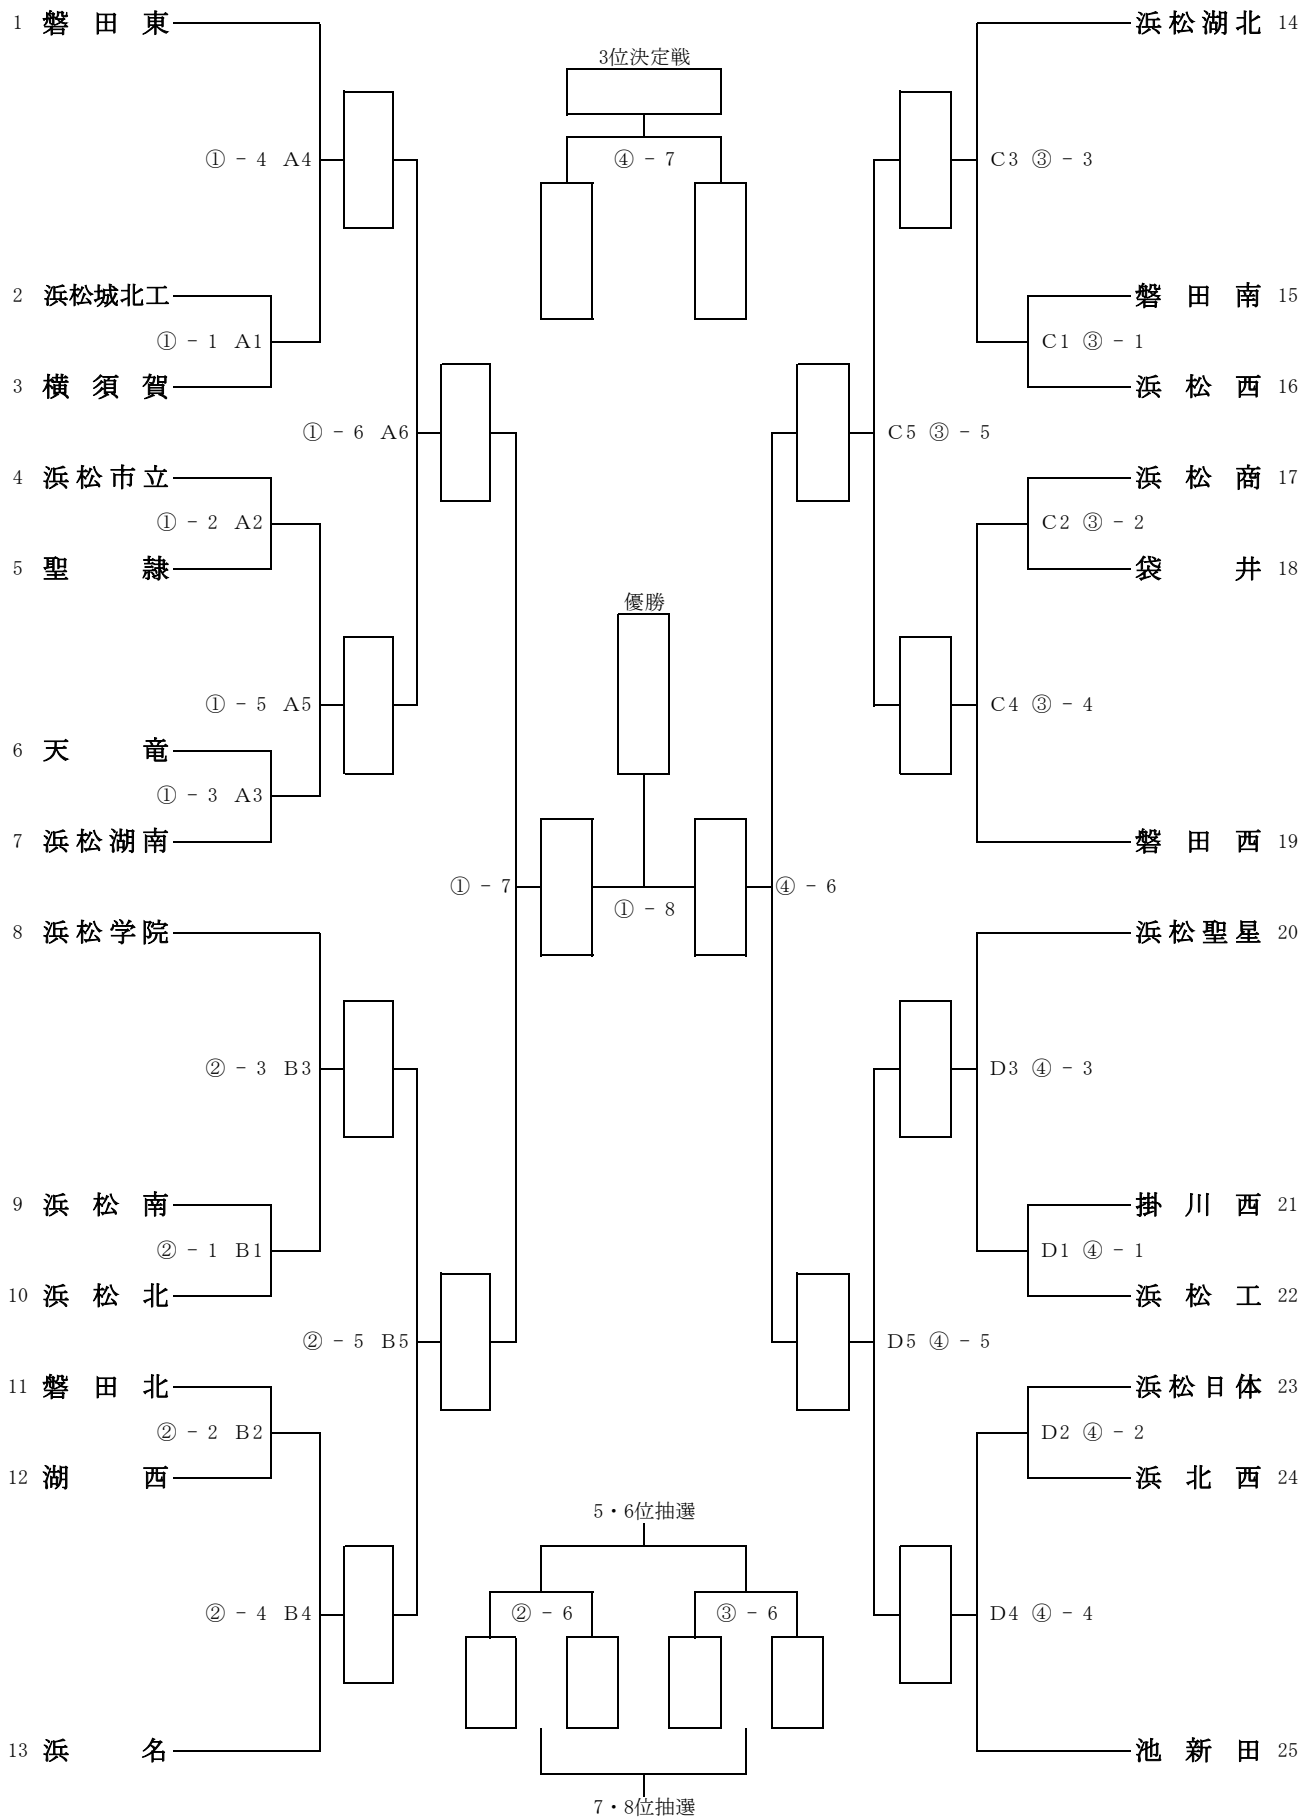 1 磐田東
浜松湖北 14
3位決定戦
① - 4 A4
④ - 7
C3 ③ - 3
2 浜松城北工
磐田南 15
① - 1 A1
C1 ③ - 1
3 横須賀
浜松西 16
① - 6 A6
C5 ③ - 5
4 浜松市立
浜松商 17
① - 2 A2
C2 ③ - 2
5 聖隷
袋井 18
優勝
① - 5 A5
C4 ③ - 4
6 天竜
① - 3 A3
7 浜松湖南
磐田西 19
① - 7
④ - 6
① - 8
8 浜松学院
浜松聖星 20
② - 3 B3
D3 ④ - 3
9 浜松南
掛川西 21
② - 1 B1
D1 ④ - 1
10 浜松北
浜松工 22
② - 5 B5
D5 ④ - 5
11 磐田北
浜松日体 23
② - 2 B2
D2 ④ - 2
12 湖西
浜北西 24
5・6位抽選
② - 4 B4
② - 6
③ - 6
D4 ④ - 4
13 浜名
池新田 25
7・8位抽選